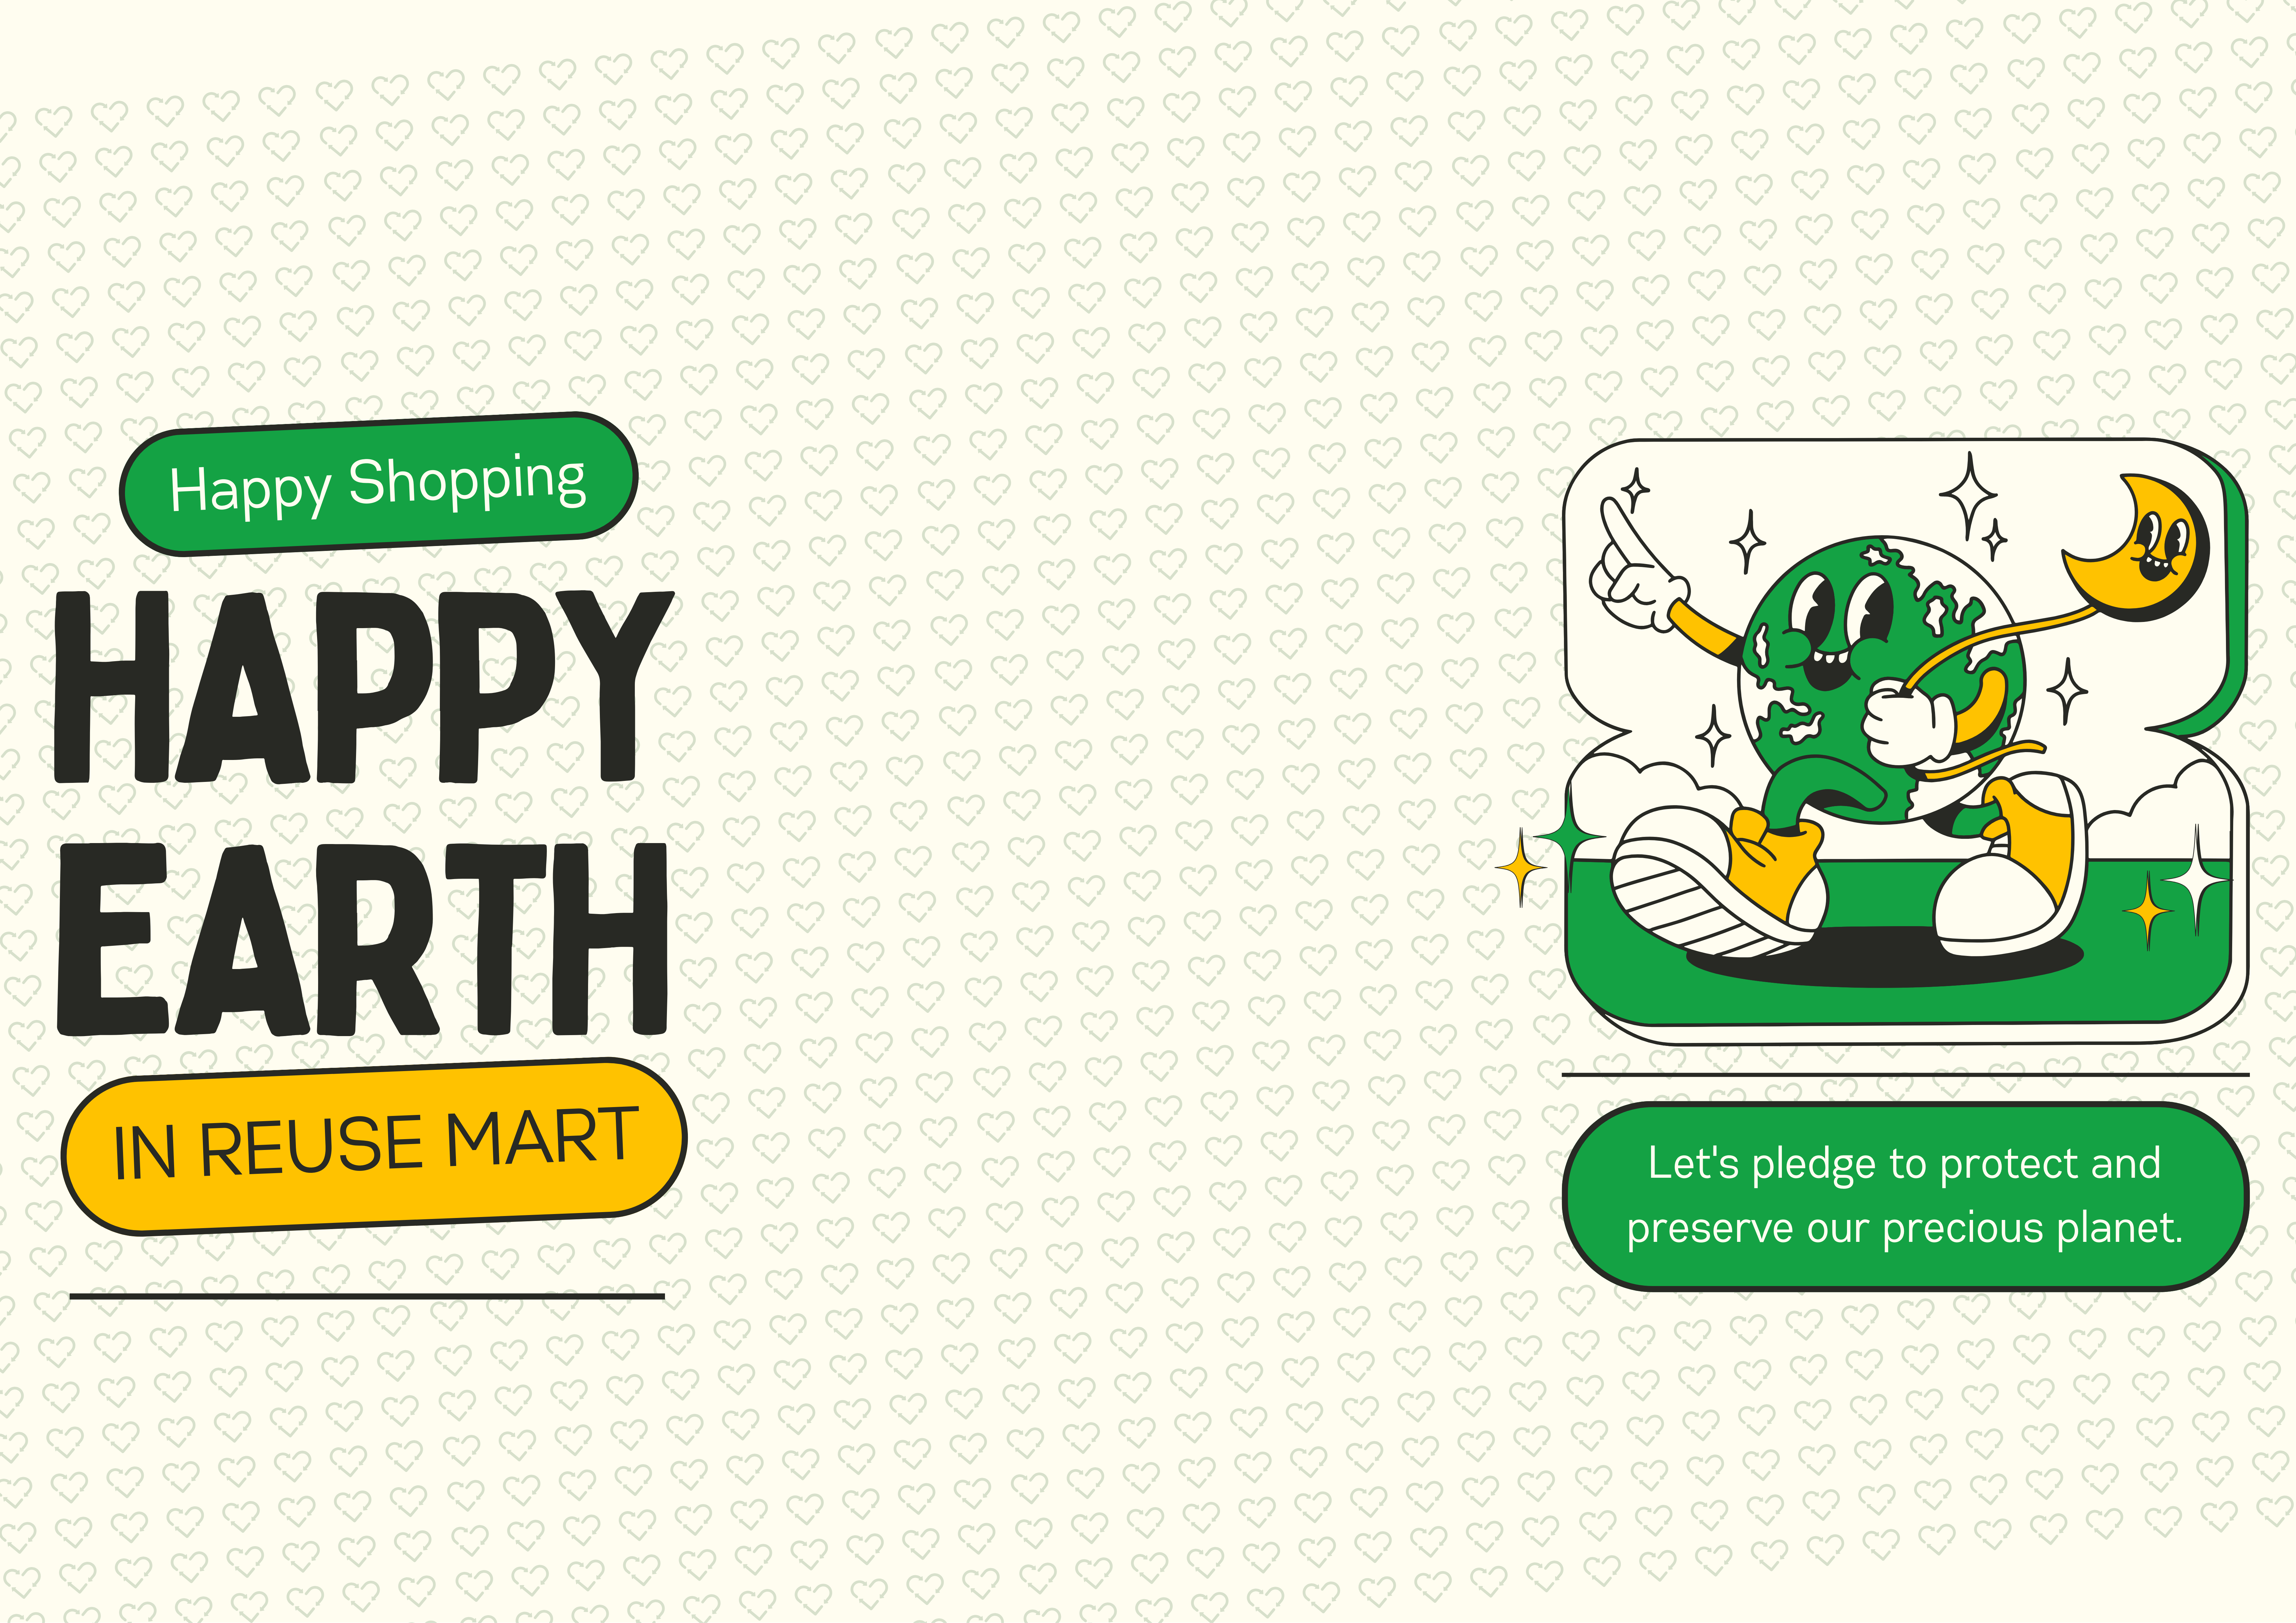 Happy Shopping
HAPPY
EARTH
IN REUSE MART
Let's pledge to protect and
preserve our precious planet.